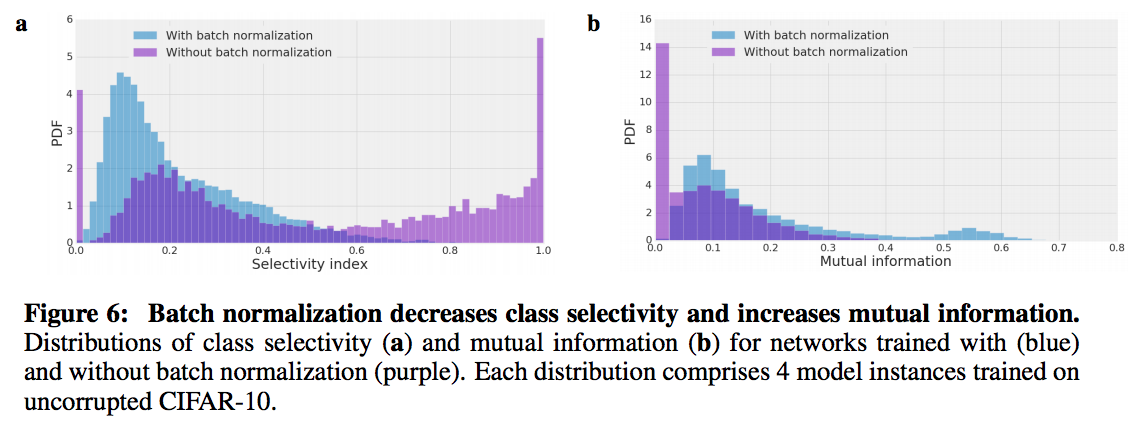 a
6
5
4
3
2
1
0
PDF
With batch normalization
Without batch normalization
0.0 0.2 0.4 0.6 0.8 1.0
Selectivity index
b
16
14
12
10
8
6
4
2
0
PDF
With batch normalization
Without batch normalization
0.0 0.1 0.2 0.3 0.4 0.5 0.6 0.7 0.8
Mutual information
Figure 6: Batch normalization decreases class selectivity and increases mutual information.
Distributions of class selectivity (a) and mutual information (b) for networks trained with (blue)
and without batch normalization (purple). Each distribution comprises 4 model instances trained on
uncorrupted CIFAR-10.